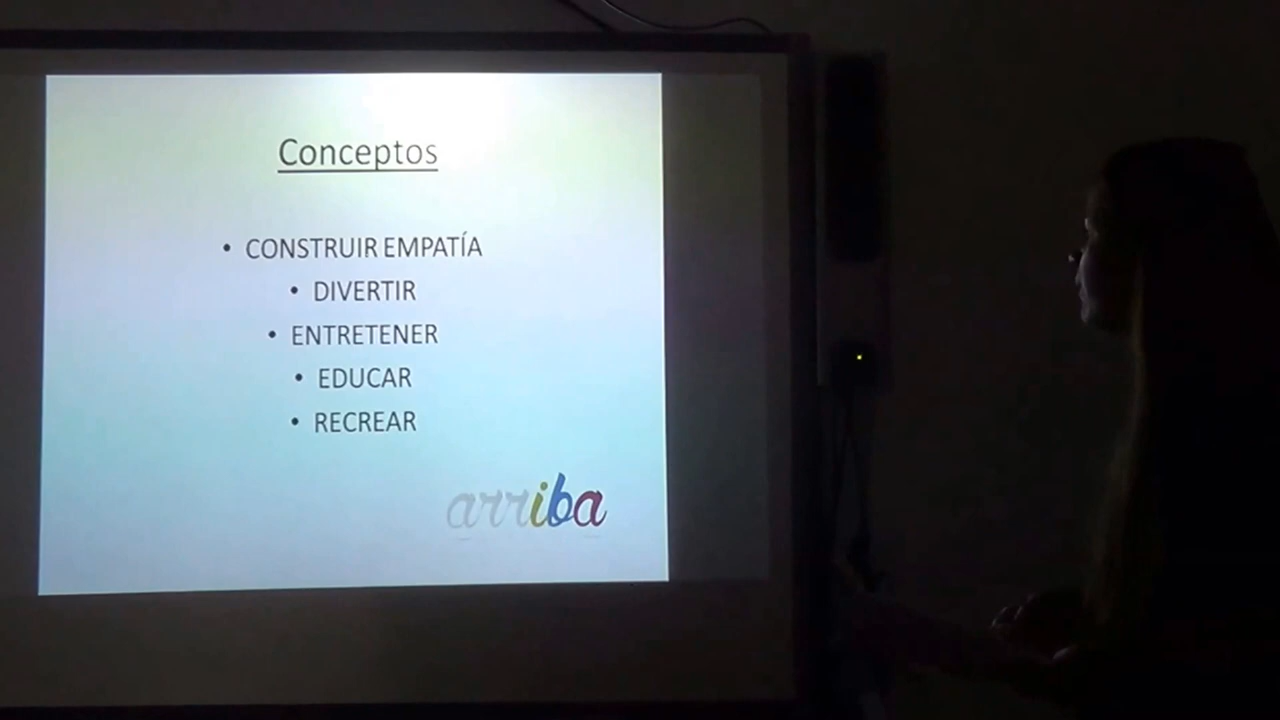 Conceptos
• CONSTRUIR EMPATÍA
• DIVERTIR
• ENTRETENER
• EDUCAR
• RECREAR
arriba